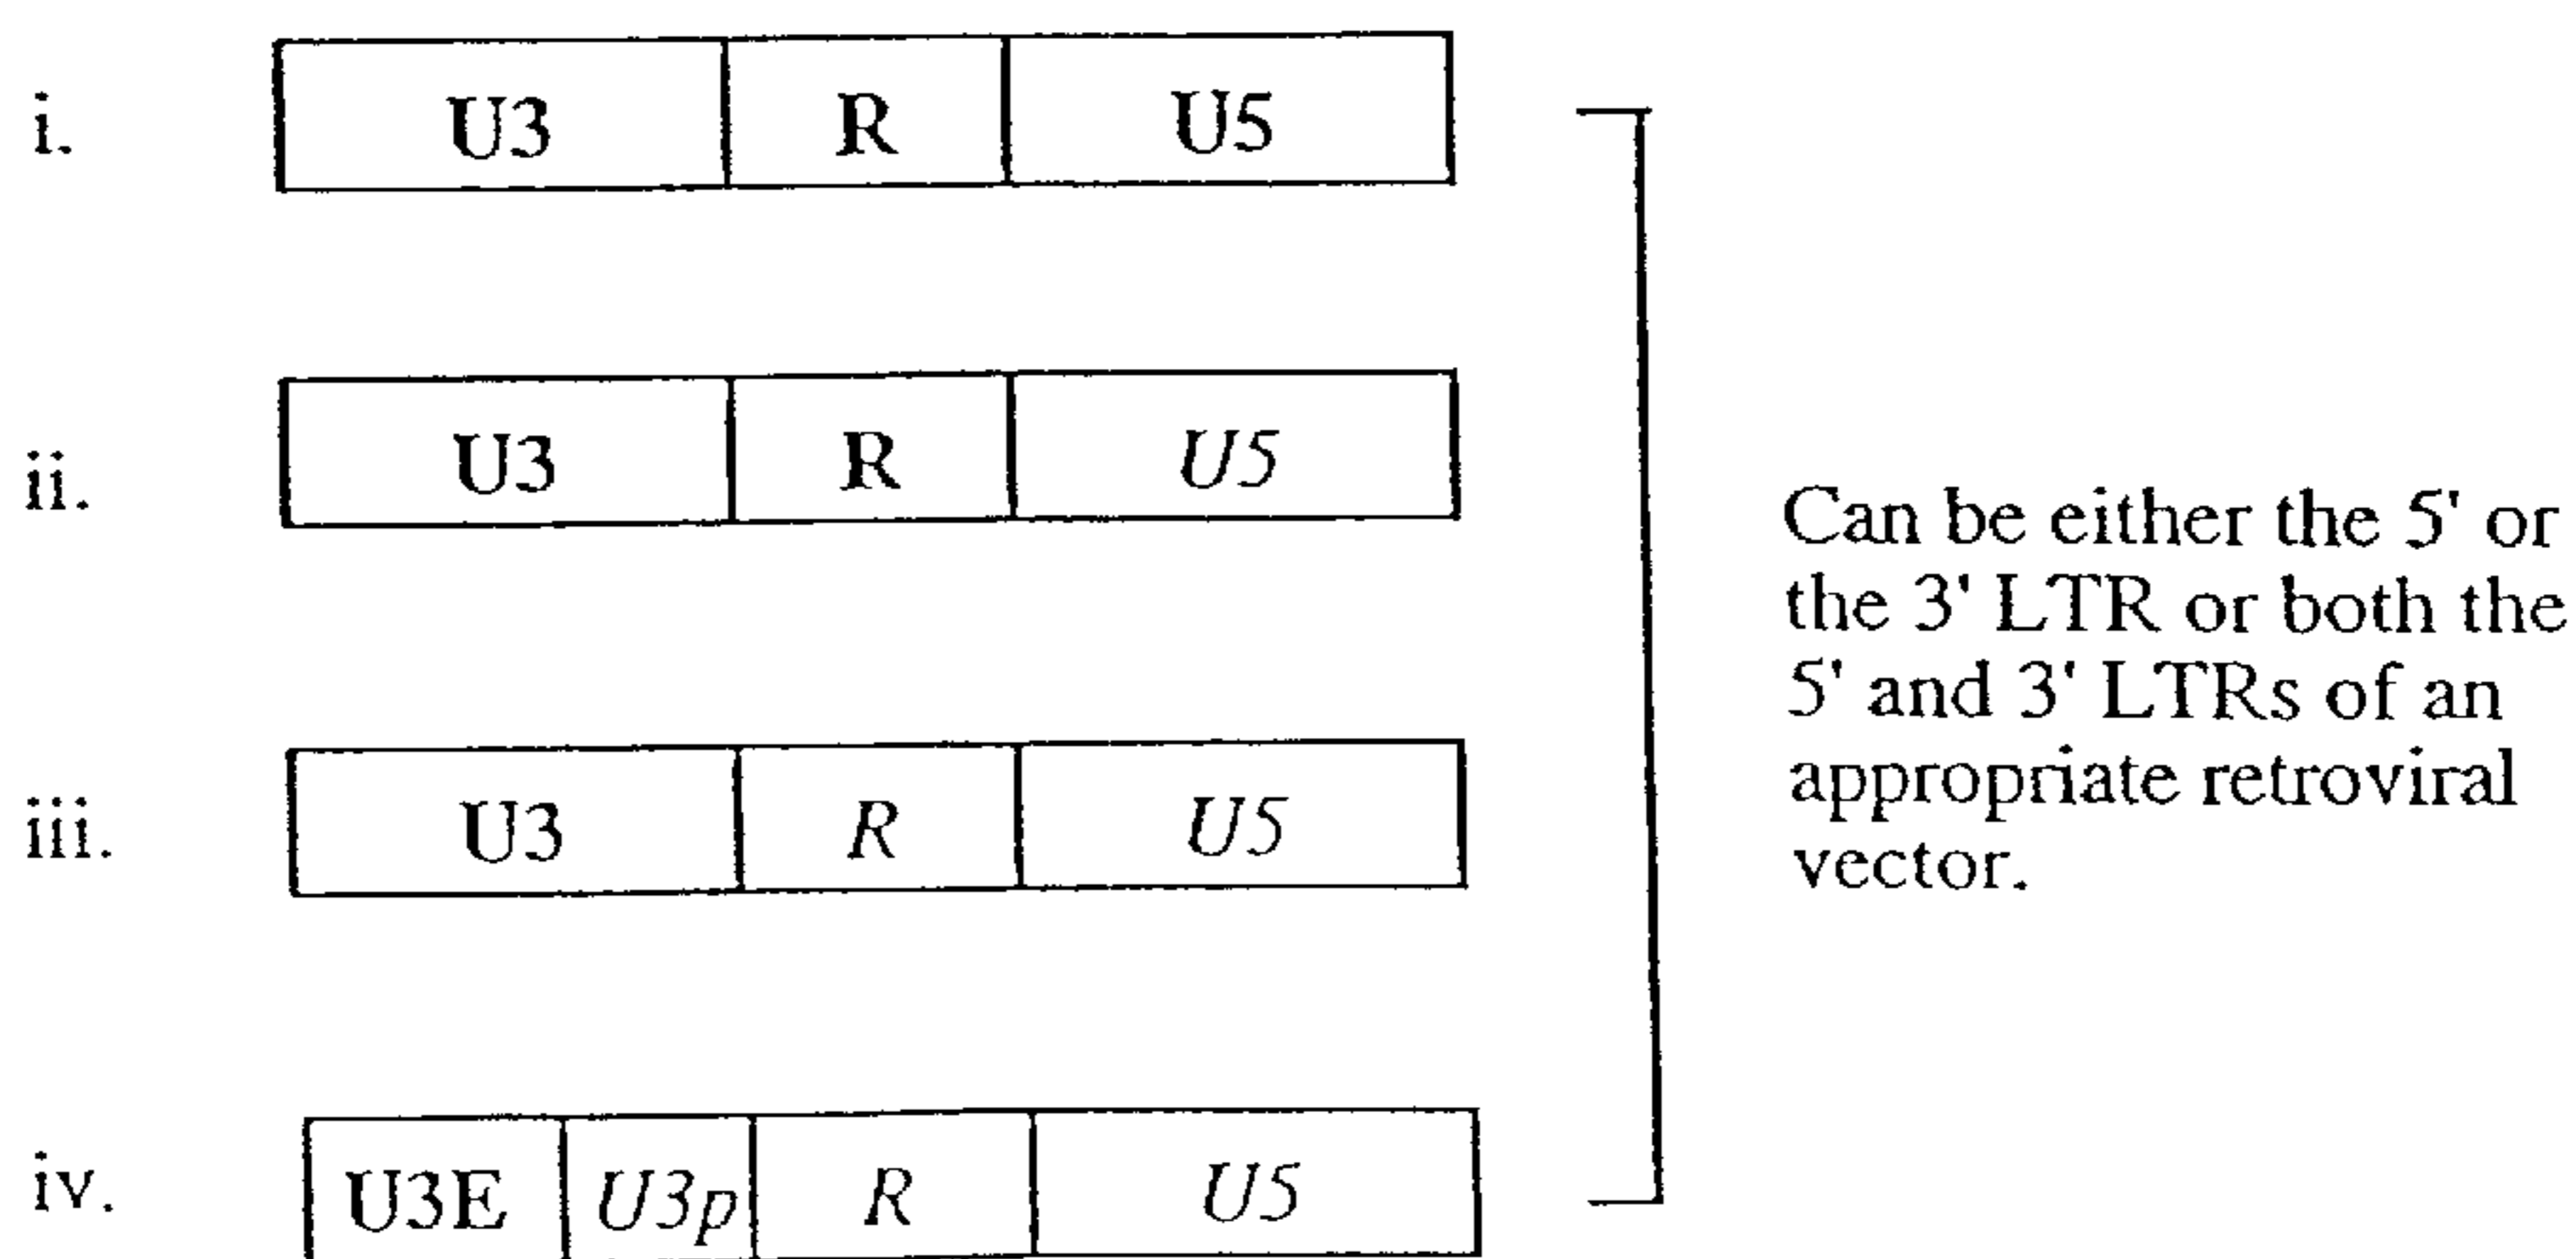 i. U3 R U5
ii. U3 R U5
Can be either the 5' or
the 3' LTR or both the
5' and 3' LTRs of an
appropriate retroviral
vector.
iii. U3 R U5
iv. U3E U3p R U5